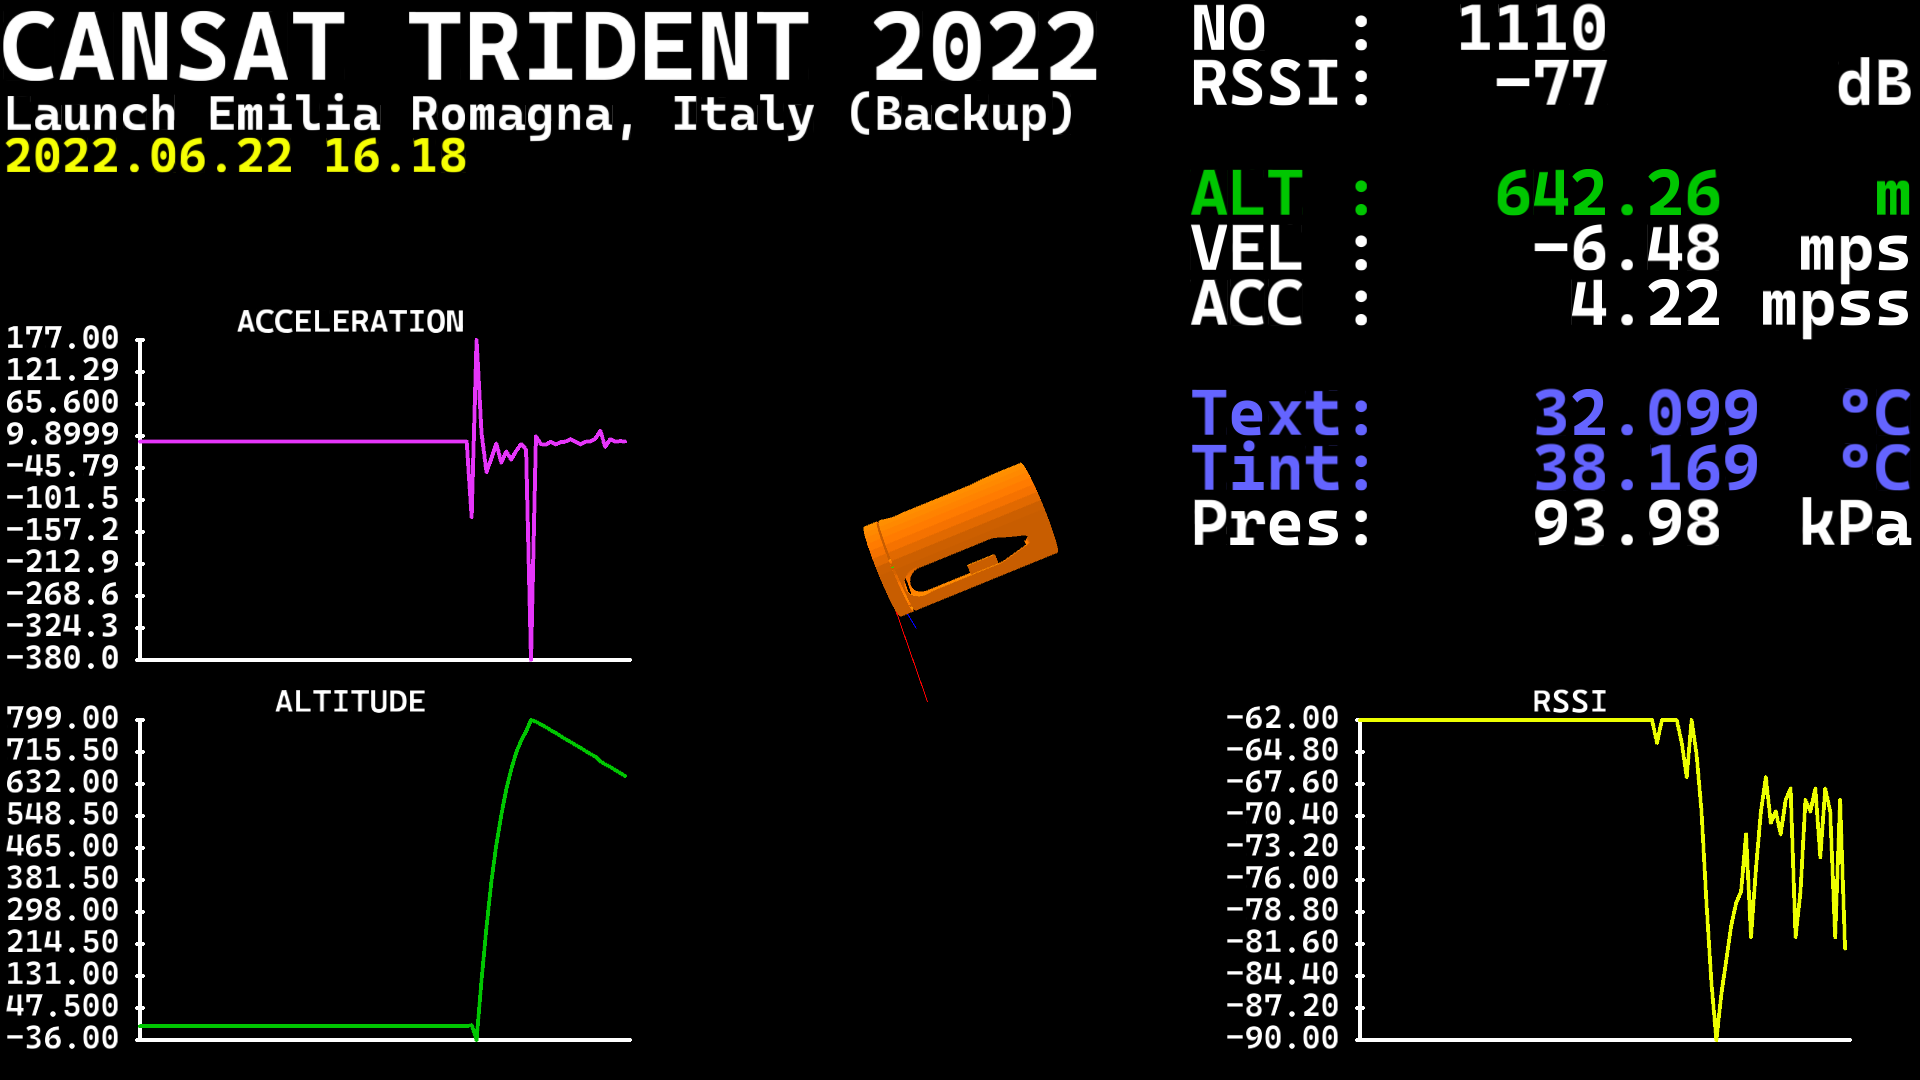 CANSAT TRIDENT 2022
Launch Emilia Romagna, Italy (Backup)
2022.06.22 16.18
NO : 1110
RSSI: -77 dB
ALT : 642.26 m
VEL : -6.48 mps
ACC : 4.22 mpss
Text: 32.099 °C
Tint: 38.169 °C
Pres: 93.98 kPa
ACCELERATION
177.00
121.29
65.600
9.8999
-45.79
-101.5
-157.2
-212.9
-268.6
-324.3
-380.0
ALTITUDE
799.00
715.50
632.00
548.50
465.00
381.50
298.00
214.50
131.00
47.500
-36.00
RSSI
-62.00
-64.80
-67.60
-70.40
-73.20
-76.00
-78.80
-81.60
-84.40
-87.20
-90.00